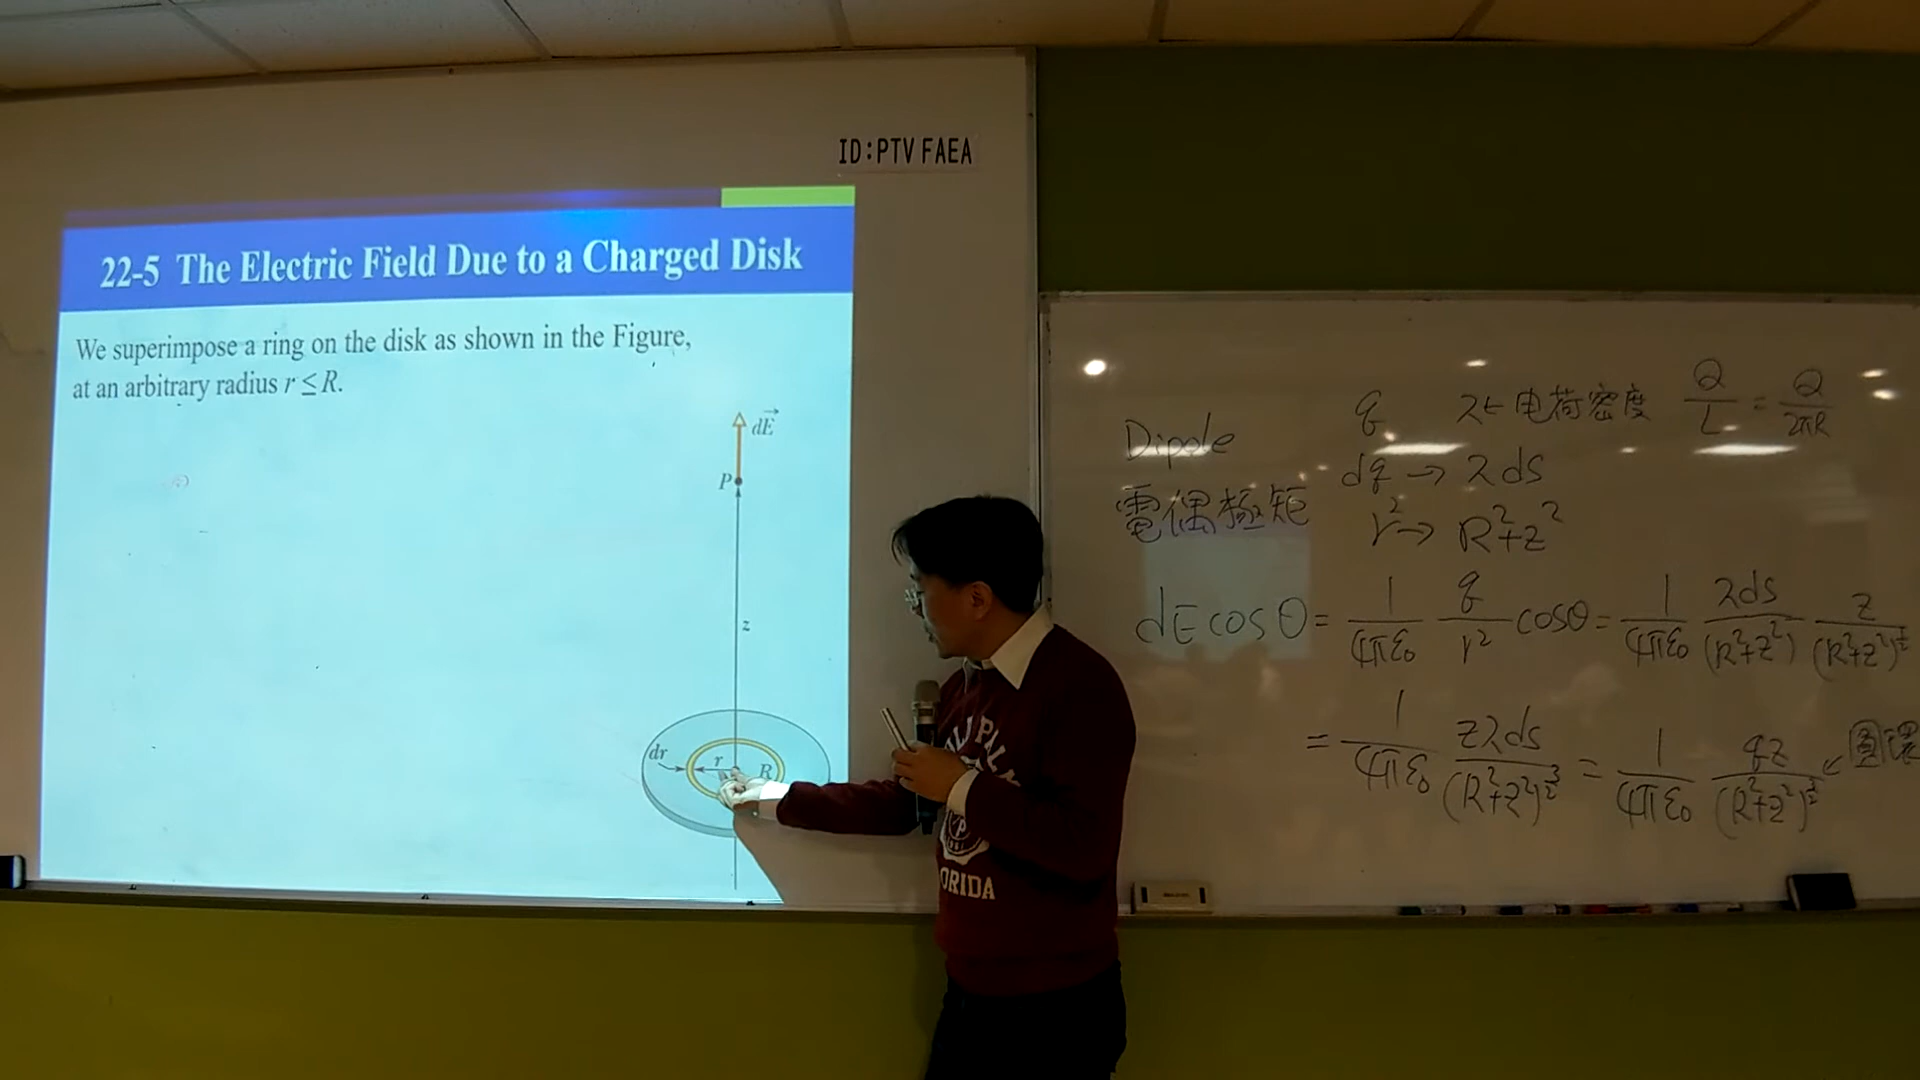 ID:PTV FAEA
22-5 The Electric Field Due to a Charged Disk
We superimpose a ring on the disk as shown in the Figure,
at an arbitrary radius r ≤ R.
dE⃗
P
z
dr
r
R
Dipole
電偶極矩
q λ← 电荷密度 Q/L = Q/2πR
dq → λds
r² → R²+z²
dE cosθ = 1/4πε₀ q/r² cosθ = 1/4πε₀ λds/(R²+z²) z/(R²+z²)^½
= 1/4πε₀ zλds/(R²+z²)^3/2 = 1/4πε₀ qz/(R²+z²)^3/2 ← 圓環
ORIDA